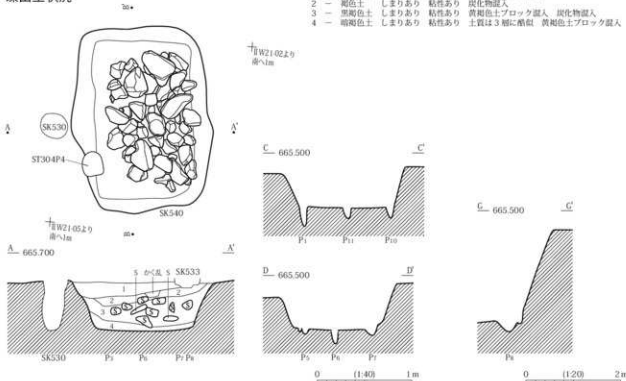 2 － 褐色土 しまりあり 粘性あり 炭化物混入
3 － 黒褐色土 しまりあり 粘性あり 黄褐色土ブロック混入 炭化物混入
4 － 暗褐色土 しまりあり 粘性あり 土質は3層に酷似 黄褐色土ブロック混入
ⅡW21-02より
南へ1m
A
A'
SK530
ST304P4
SK540
ⅡW21-05より
南へ1m
A 665.700 A'
S かく乱 S SK533
1
2
2
3
4
SK530 P3 P6 P7 P8
C 665.500 C'
P1 P11 P10
D 665.500 D'
P5 P6 P7
G 665.500 G'
P8
0 (1:40) 1m
0 (1:20) 2m